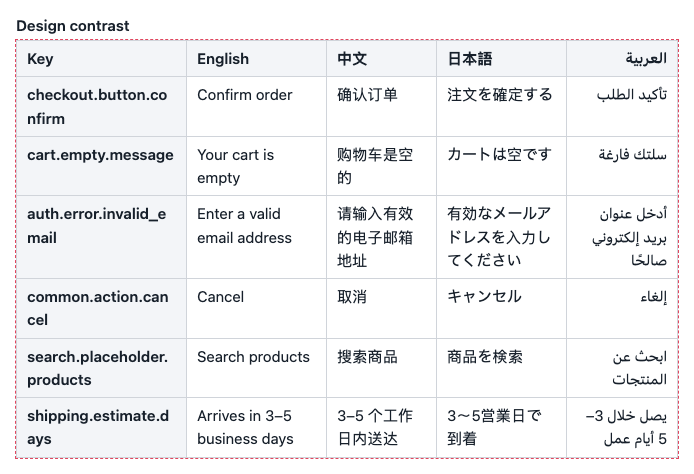 Design contrast
Key English 中文 日本語 العربية
checkout.button.co Confirm order 确认订单 注文を確定する تأكيد الطلب
nfirm
cart.empty.message Your cart is 购物车是空 カートは空です سلتك فارغة
empty 的
auth.error.invalid_e Enter a valid 请输入有效 有効なメールア أدخل عنوان
mail email address 的电子邮箱 ドレスを入力し بريد إلكتروني
地址 てください صالحًا
common.action.can Cancel 取消 キャンセル إلغاء
cel
search.placeholder. Search products 搜索商品 商品を検索 ابحث عن
products المنتجات
shipping.estimate.d Arrives in 3–5 3–5 个工作 3〜5営業日で يصل خلال 3–
ays business days 日内送达 到着 5 أيام عمل